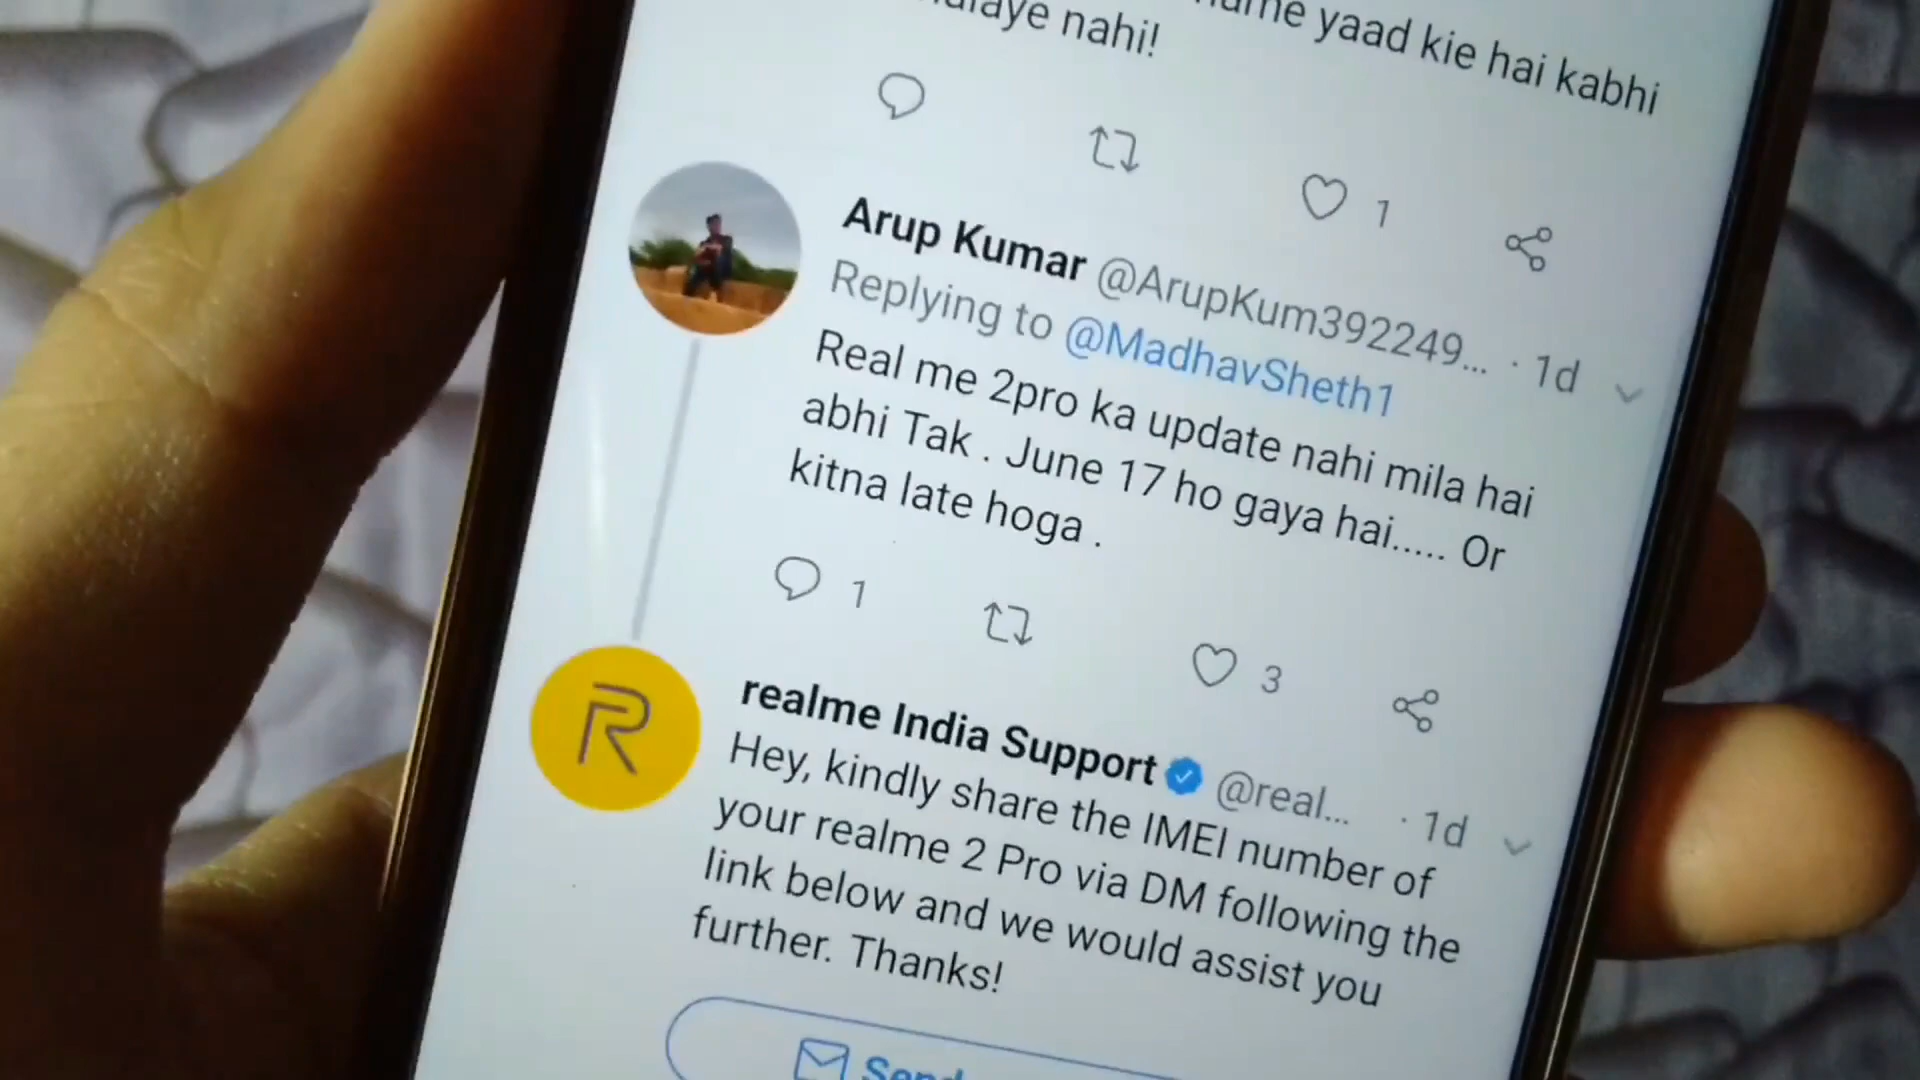 yaad kie hai kabhi
nahi!
1
Arup Kumar @ArupKum392249... · 1d
Replying to @MadhavSheth1
Real me 2pro ka update nahi mila hai
abhi Tak . June 17 ho gaya hai..... Or
kitna late hoga .
1 3
realme India Support @real... · 1d
Hey, kindly share the IMEI number of
your realme 2 Pro via DM following the
link below and we would assist you
further. Thanks!